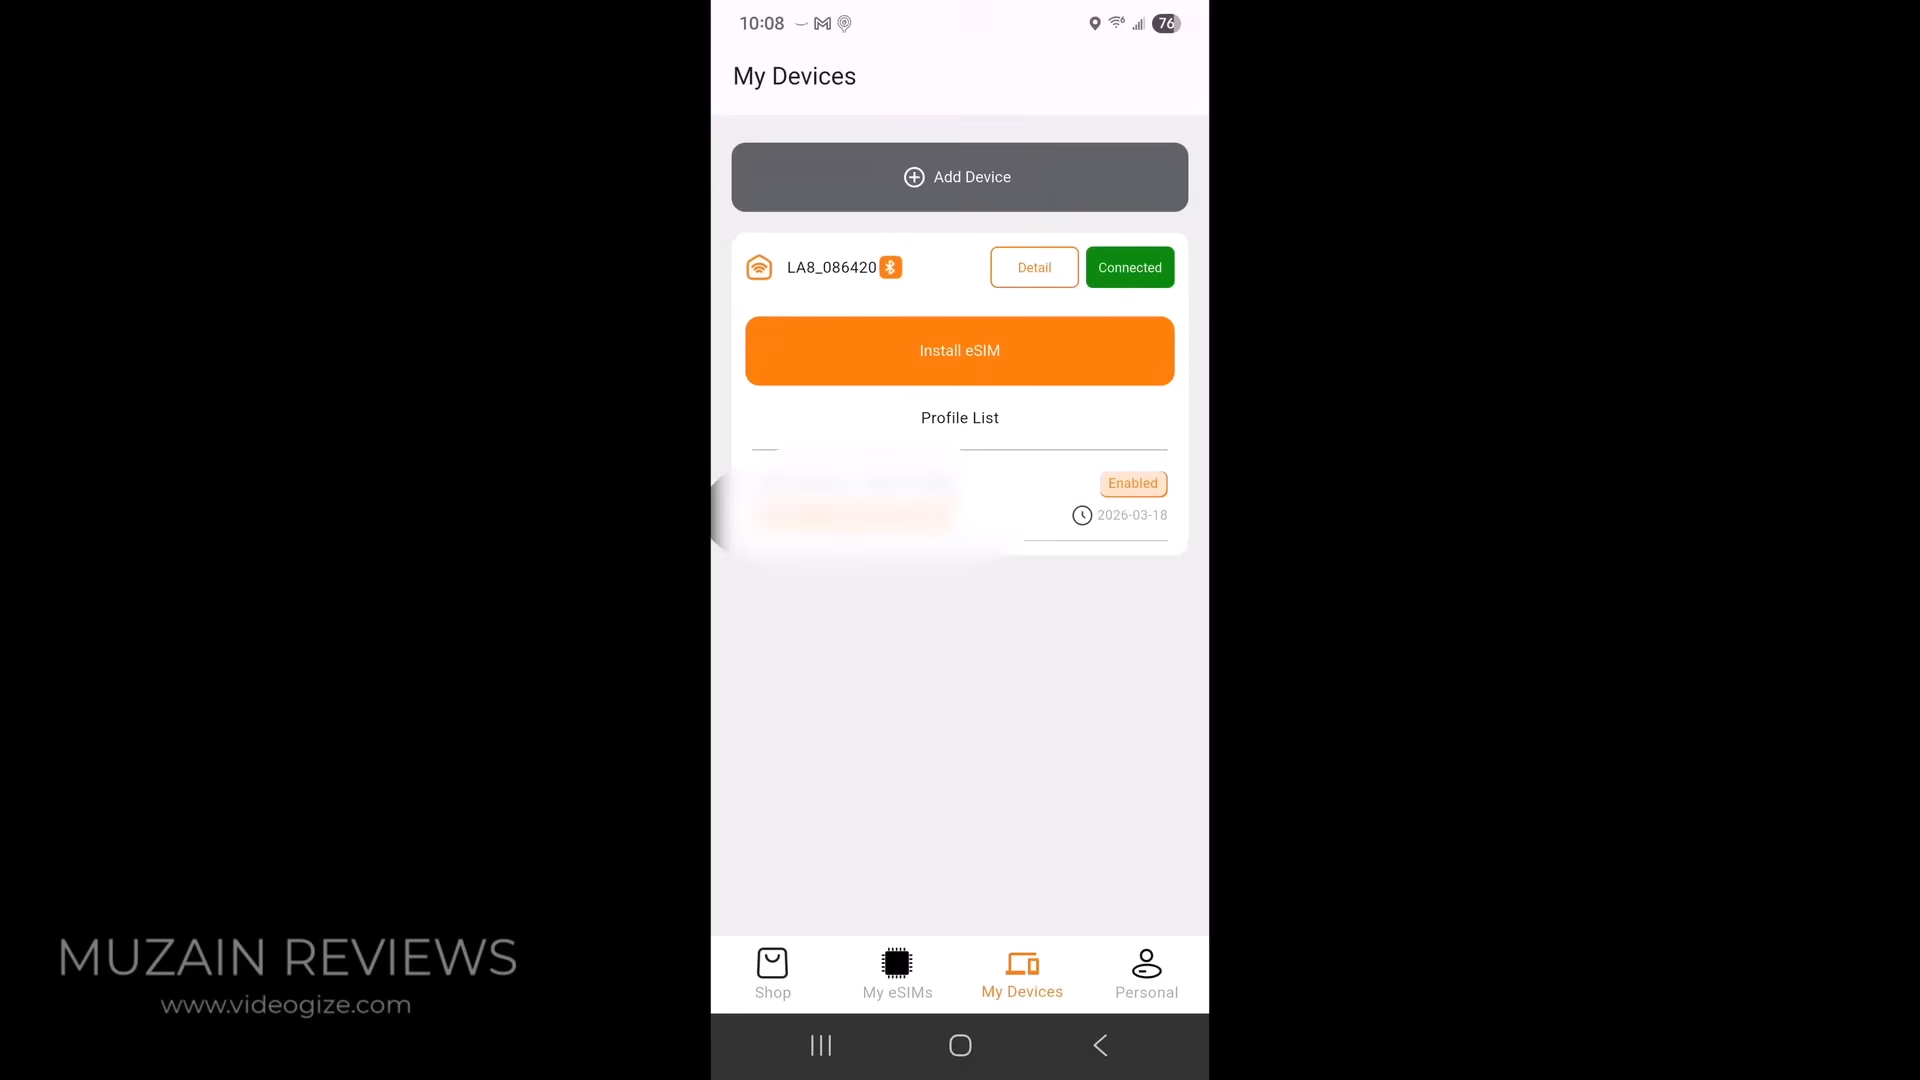 10:08
76
My Devices
Add Device
LA8_086420
Detail
Connected
Install eSIM
Profile List
Enabled
2026-03-18
Shop
My eSIMs
My Devices
Personal
MUZAIN REVIEWS
www.videogize.com